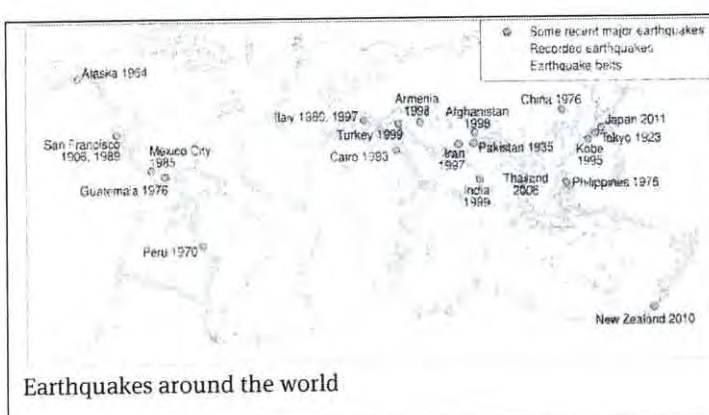 Some recent major earthquakes
Recorded earthquakes
Earthquake belts
Alaska 1964
San Francisco
1906, 1989
Mexico City
1985
Guatemala 1976
Peru 1970
Italy 1980, 1997
Armenia
1998
Turkey 1999
Cairo 1993
Afghanistan
1998
Iran
1997
Pakistan 1935
India
1999
China 1976
Thailand
2006
Japan 2011
Tokyo 1923
Kobe
1995
Philippines 1976
New Zealand 2010
Earthquakes around the world